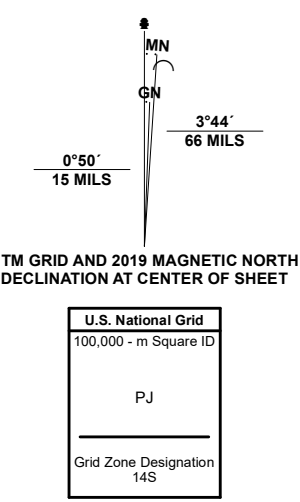 MN
GN
3°44´
66 MILS
0°50´
15 MILS
TM GRID AND 2019 MAGNETIC NORTH
DECLINATION AT CENTER OF SHEET
U.S. National Grid
100,000 - m Square ID
PJ
Grid Zone Designation
14S